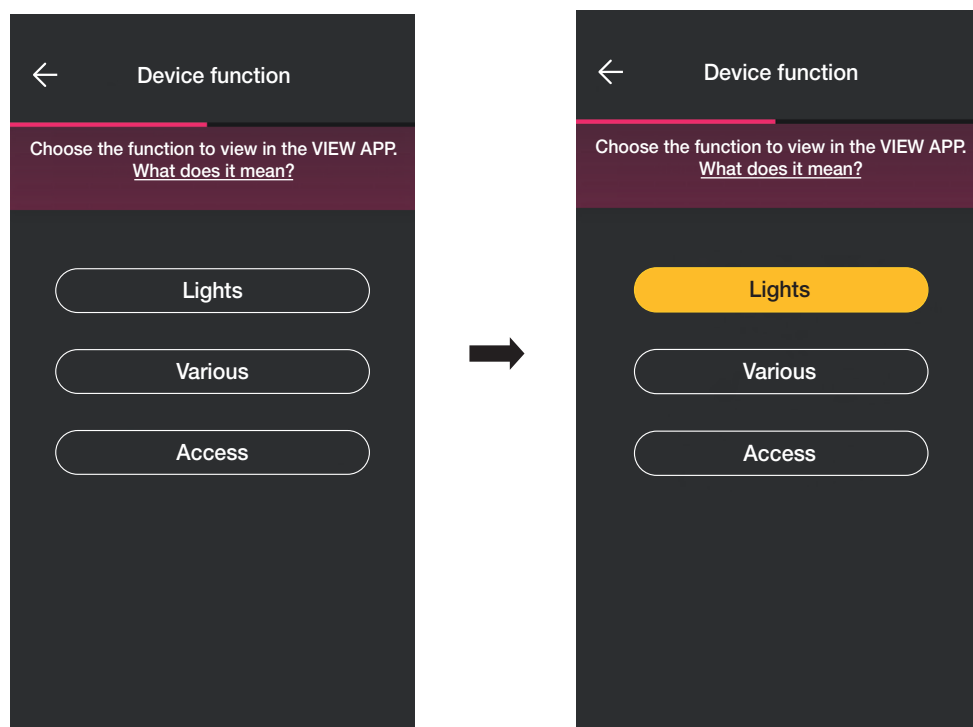 Device function
Choose the function to view in the VIEW APP.
What does it mean?
Lights
Various
Access
Device function
Choose the function to view in the VIEW APP.
What does it mean?
Lights
Various
Access